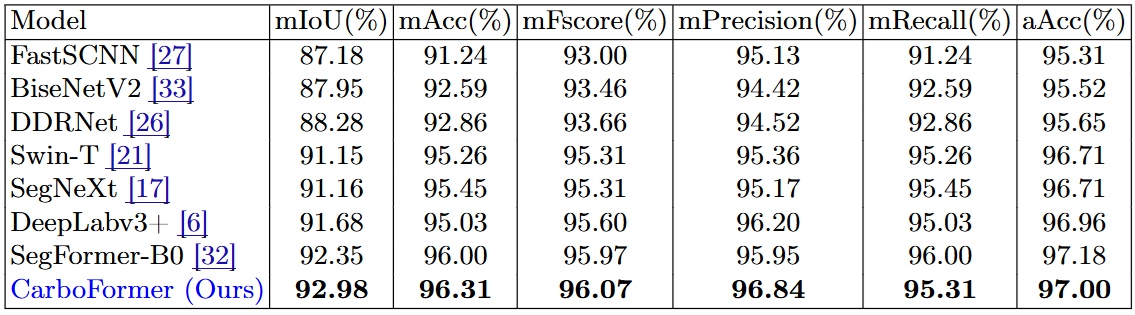 Model mIoU(%) mAcc(%) mFscore(%) mPrecision(%) mRecall(%) aAcc(%)
FastSCNN [27] 87.18 91.24 93.00 95.13 91.24 95.31
BiseNetV2 [33] 87.95 92.59 93.46 94.42 92.59 95.52
DDRNet [26] 88.28 92.86 93.66 94.52 92.86 95.65
Swin-T [21] 91.15 95.26 95.31 95.36 95.26 96.71
SegNeXt [17] 91.16 95.45 95.31 95.17 95.45 96.71
DeepLabv3+ [6] 91.68 95.03 95.60 96.20 95.03 96.96
SegFormer-B0 [32] 92.35 96.00 95.97 95.95 96.00 97.18
CarboFormer (Ours) 92.98 96.31 96.07 96.84 95.31 97.00